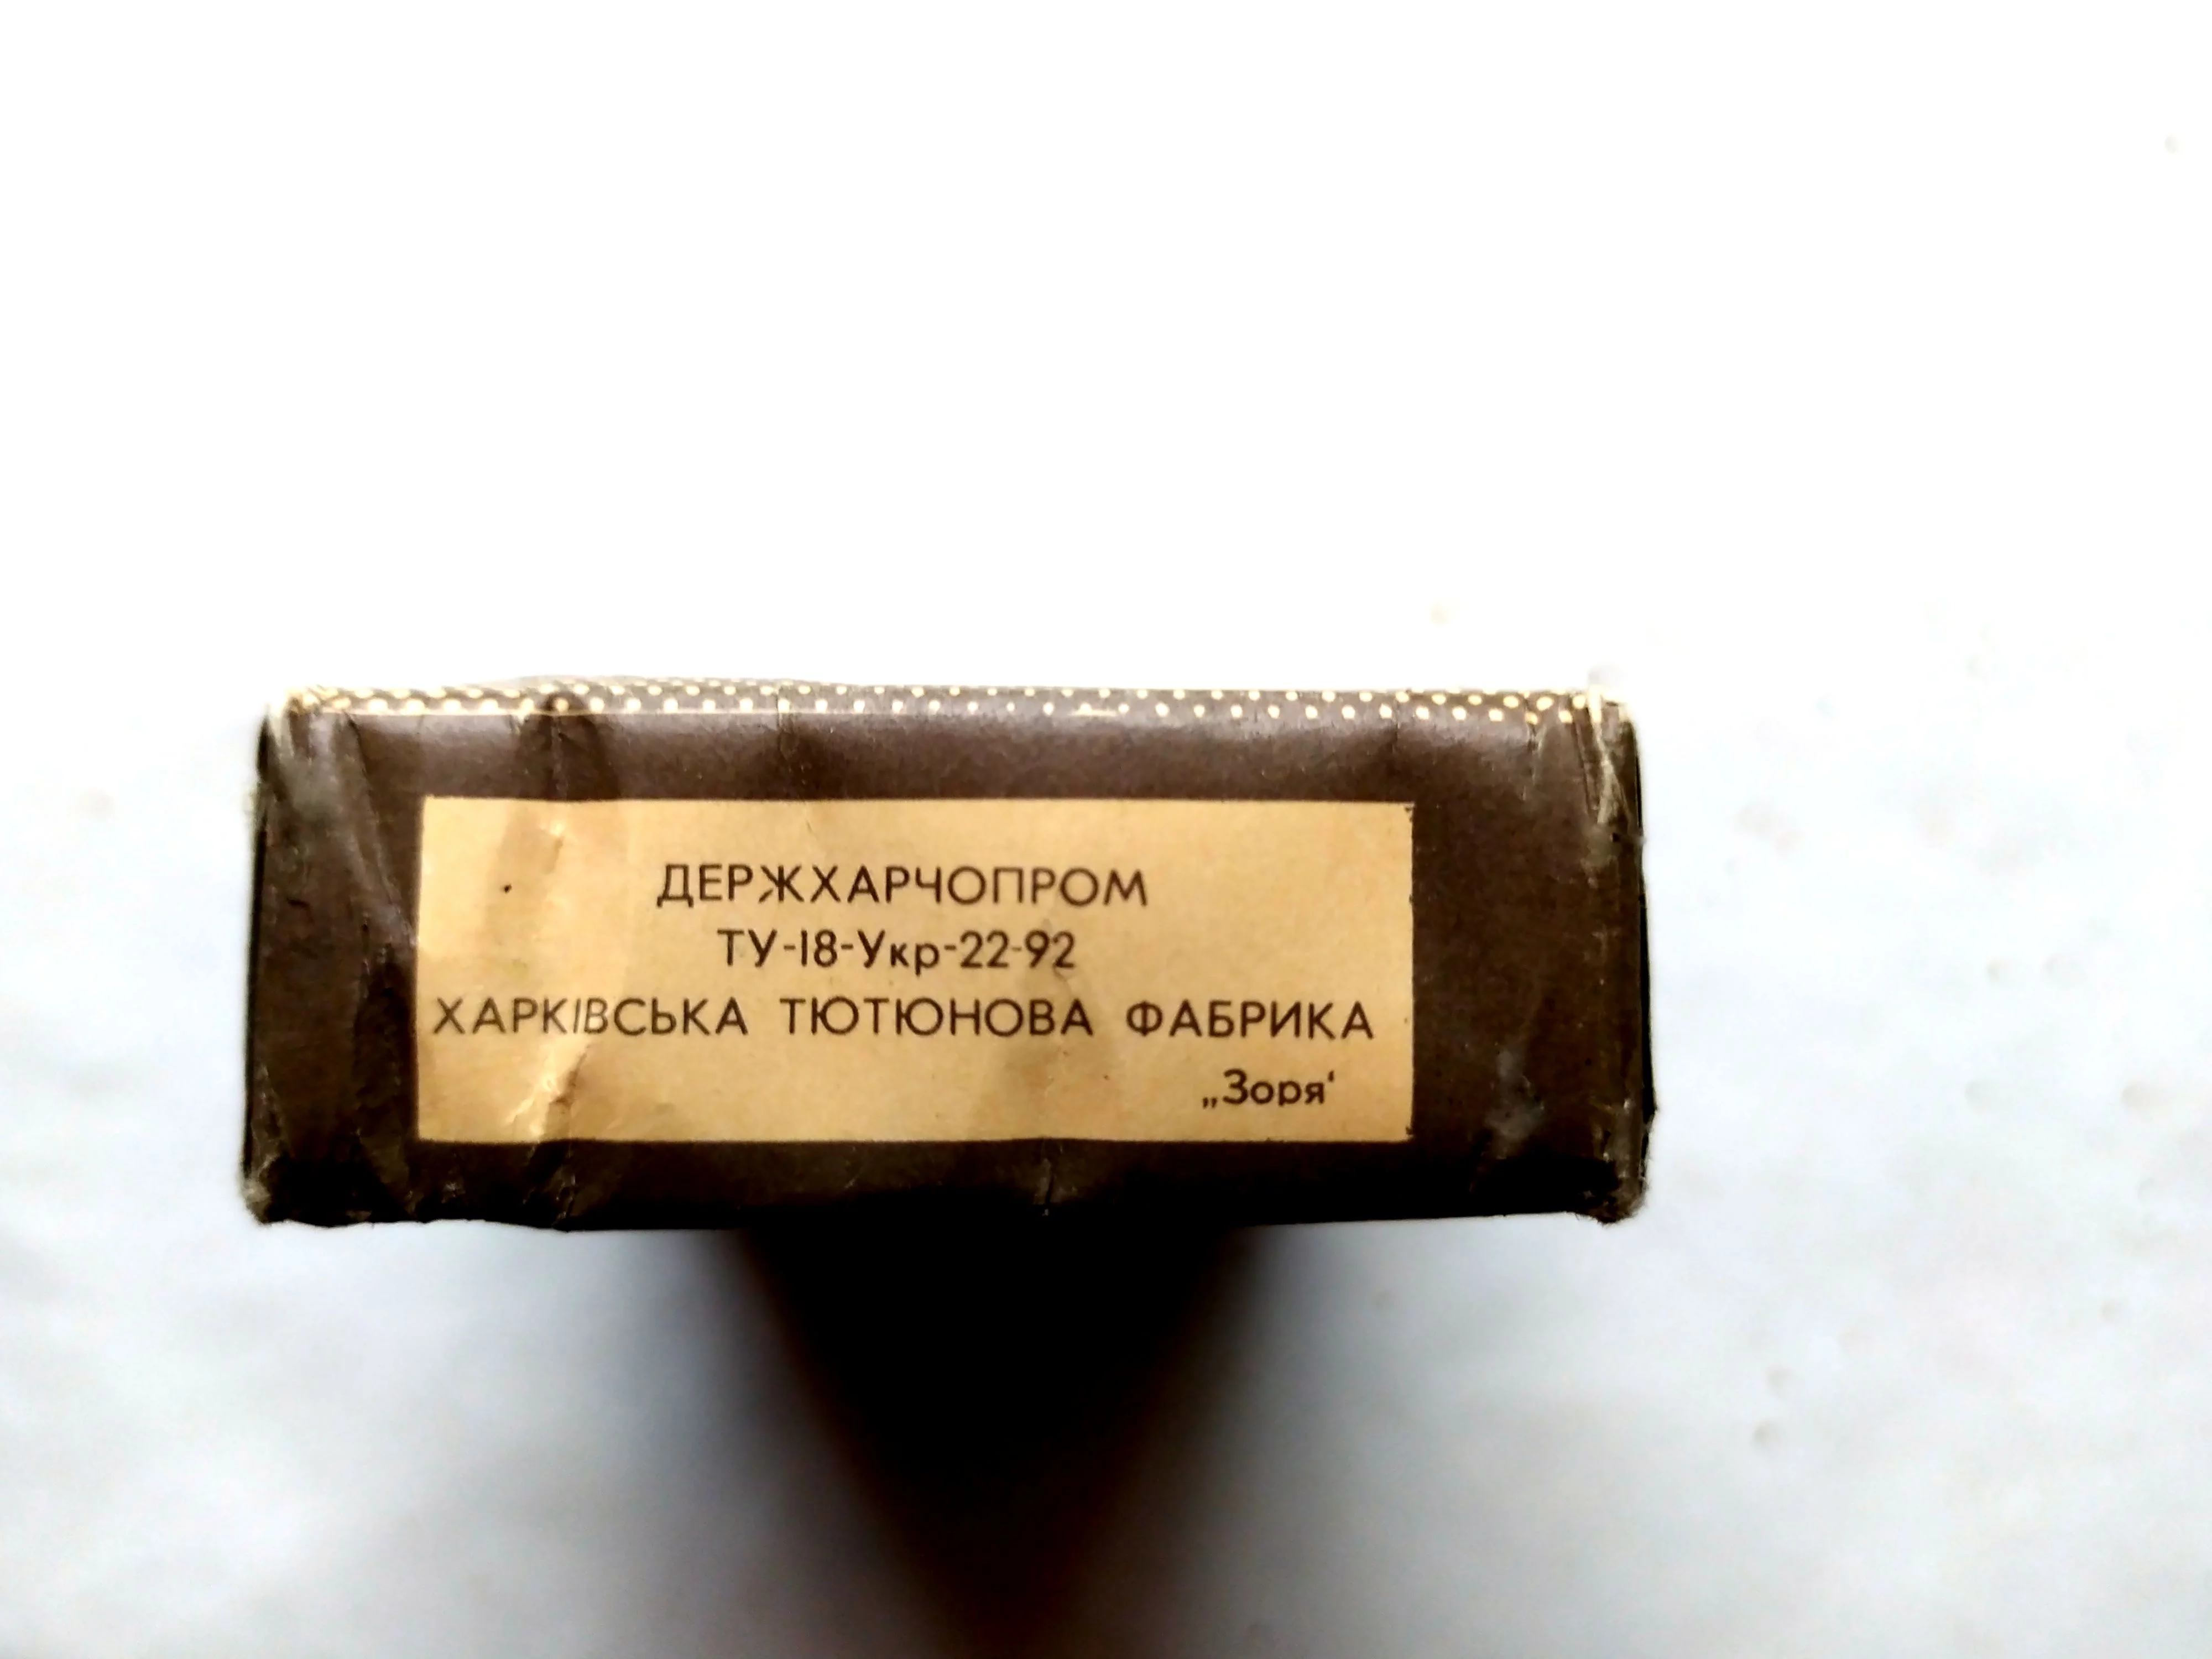 ДЕРЖХАРЧОПРОМ
ТУ-18-Укр-22-92
ХАРКІВСЬКА ТЮТЮНОВА ФАБРИКА
„Зоря‘